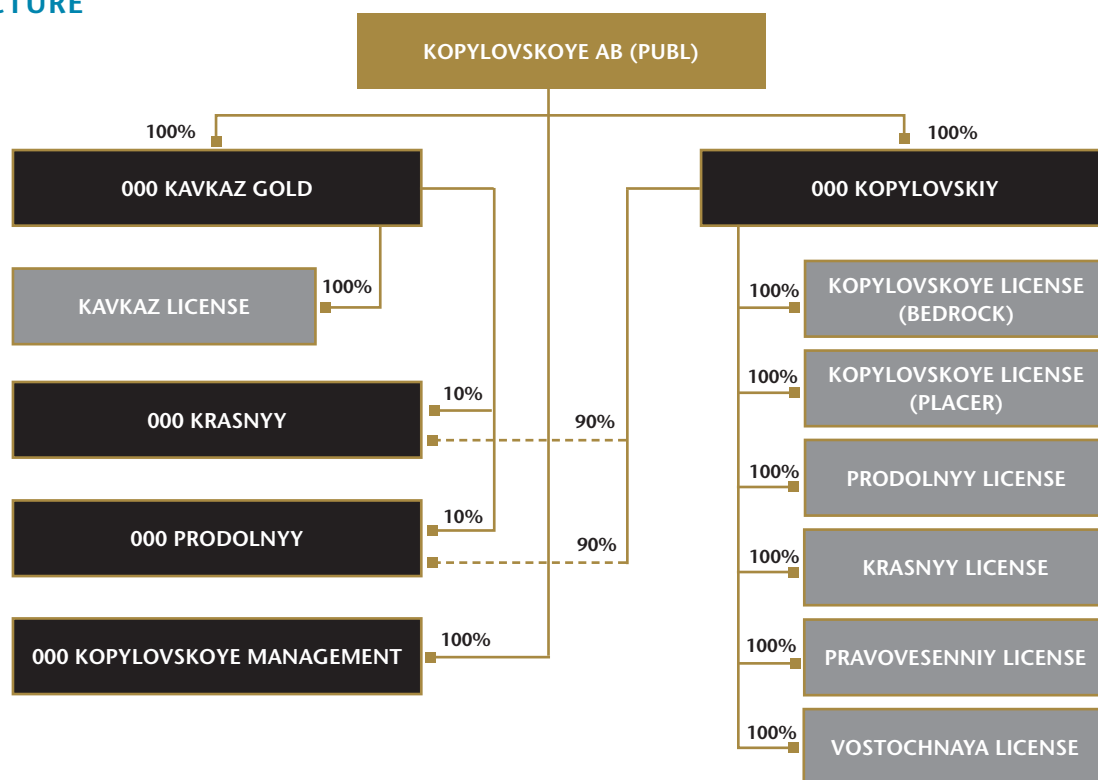 CTURE
KOPYLOVSKOYE AB (PUBL)
100%
100%
000 KAVKAZ GOLD
000 KOPYLOVSKIY
KAVKAZ LICENSE
100%
100%
KOPYLOVSKOYE LICENSE
(BEDROCK)
100%
KOPYLOVSKOYE LICENSE
(PLACER)
000 KRASNYY
10%
90%
100%
PRODOLNYY LICENSE
000 PRODOLNYY
10%
90%
100%
KRASNYY LICENSE
000 KOPYLOVSKOYE MANAGEMENT
100%
100%
PRAVOVESENNIY LICENSE
100%
VOSTOCHNAYA LICENSE